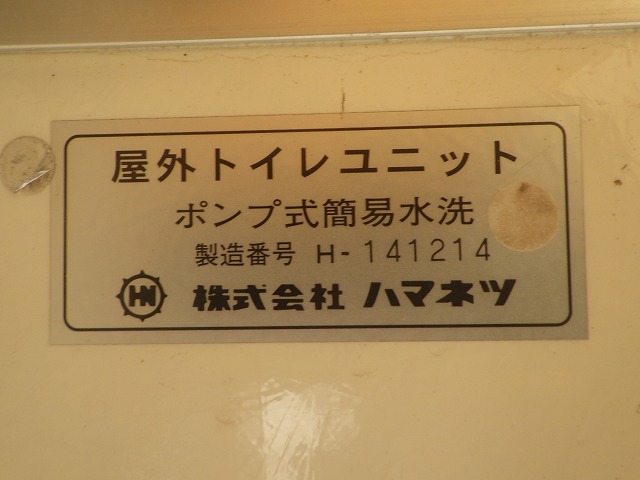 屋外トイレユニット
ポンプ式簡易水洗
製造番号 H-141214
HN 株式会社 ハマネツ